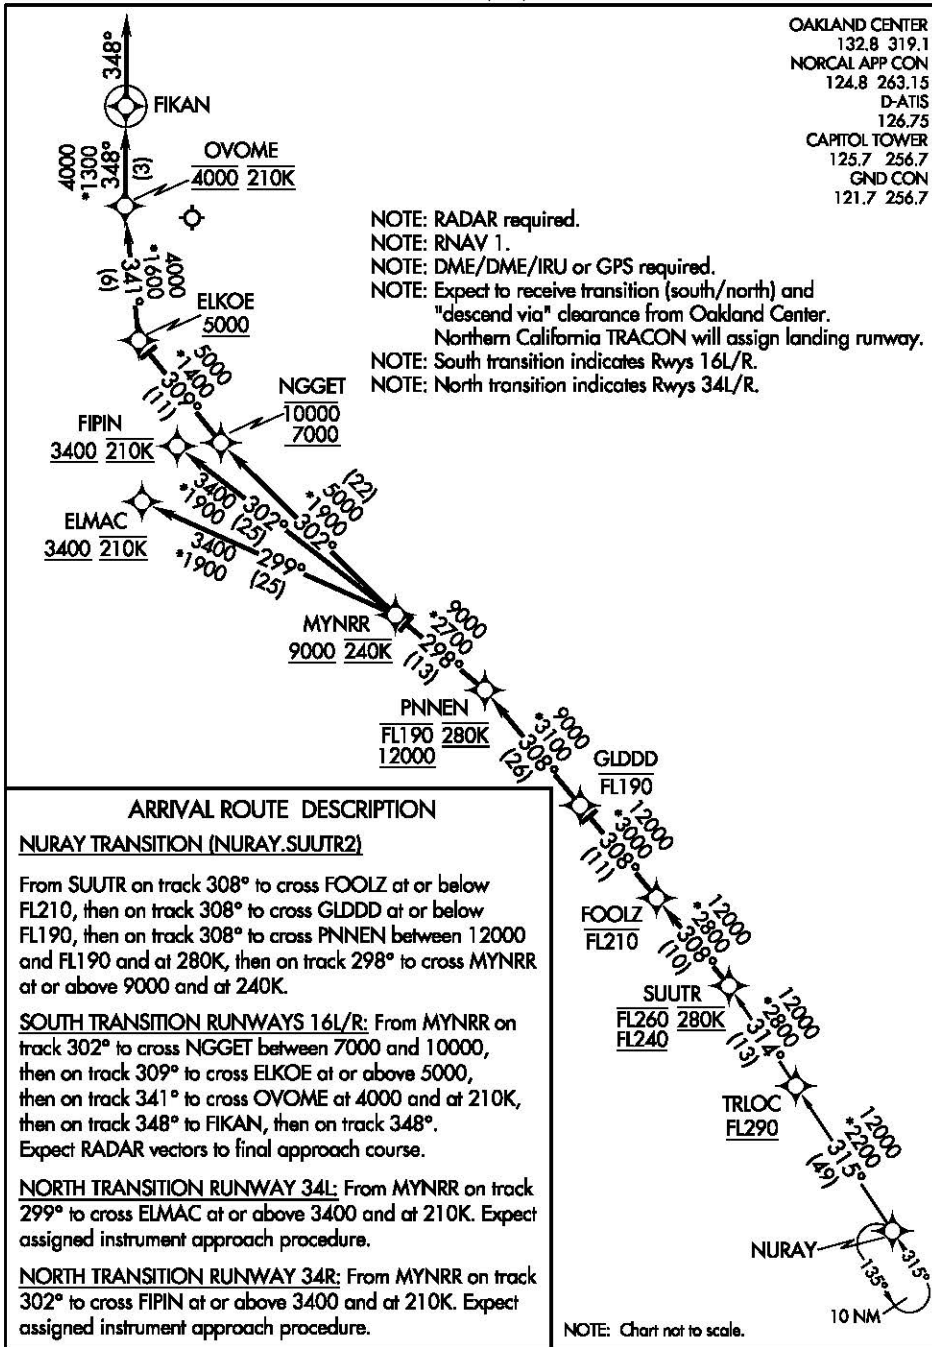 OAKLAND CENTER
132.8 319.1
NORCAL APP CON
124.8 263.15
D-ATIS
126.75
CAPITOL TOWER
125.7 256.7
GND CON
121.7 256.7
348°
FIKAN
4000
*1300
348°
(3)
OVOME
4000 210K
NOTE: RADAR required.
NOTE: RNAV 1.
NOTE: DME/DME/IRU or GPS required.
NOTE: Expect to receive transition (south/north) and
"descend via" clearance from Oakland Center.
Northern California TRACON will assign landing runway.
NOTE: South transition indicates Rwys 16L/R.
NOTE: North transition indicates Rwys 34L/R.
4000
*1600
341°
(6)
ELKOE
5000
5000
*1400
309°
(11)
NGGET
10000
7000
FIPIN
3400 210K
(22)
5000
*1900
302°
3400
*1900
302°
(25)
ELMAC
3400 210K
3400
*1900
299°
(25)
MYNRR
9000 240K
9000
*2700
298°
(13)
PNNEN
FL190 280K
12000
9000
*3100
308°
(26)
GLDDD
FL190
12000
*3000
308°
(11)
FOOLZ
FL210
12000
*2800
308°
(10)
SUUTR
FL260 280K
FL240
12000
*2800
314°
(13)
TRLOC
FL290
12000
*2200
315°
(49)
NURAY
315°
135°
10 NM
NOTE: Chart not to scale.
ARRIVAL ROUTE DESCRIPTION
NURAY TRANSITION (NURAY.SUUTR2)
From SUUTR on track 308° to cross FOOLZ at or below
FL210, then on track 308° to cross GLDDD at or below
FL190, then on track 308° to cross PNNEN between 12000
and FL190 and at 280K, then on track 298° to cross MYNRR
at or above 9000 and at 240K.
SOUTH TRANSITION RUNWAYS 16L/R: From MYNRR on
track 302° to cross NGGET between 7000 and 10000,
then on track 309° to cross ELKOE at or above 5000,
then on track 341° to cross OVOME at 4000 and at 210K,
then on track 348° to FIKAN, then on track 348°.
Expect RADAR vectors to final approach course.
NORTH TRANSITION RUNWAY 34L: From MYNRR on track
299° to cross ELMAC at or above 3400 and at 210K. Expect
assigned instrument approach procedure.
NORTH TRANSITION RUNWAY 34R: From MYNRR on track
302° to cross FIPIN at or above 3400 and at 210K. Expect
assigned instrument approach procedure.